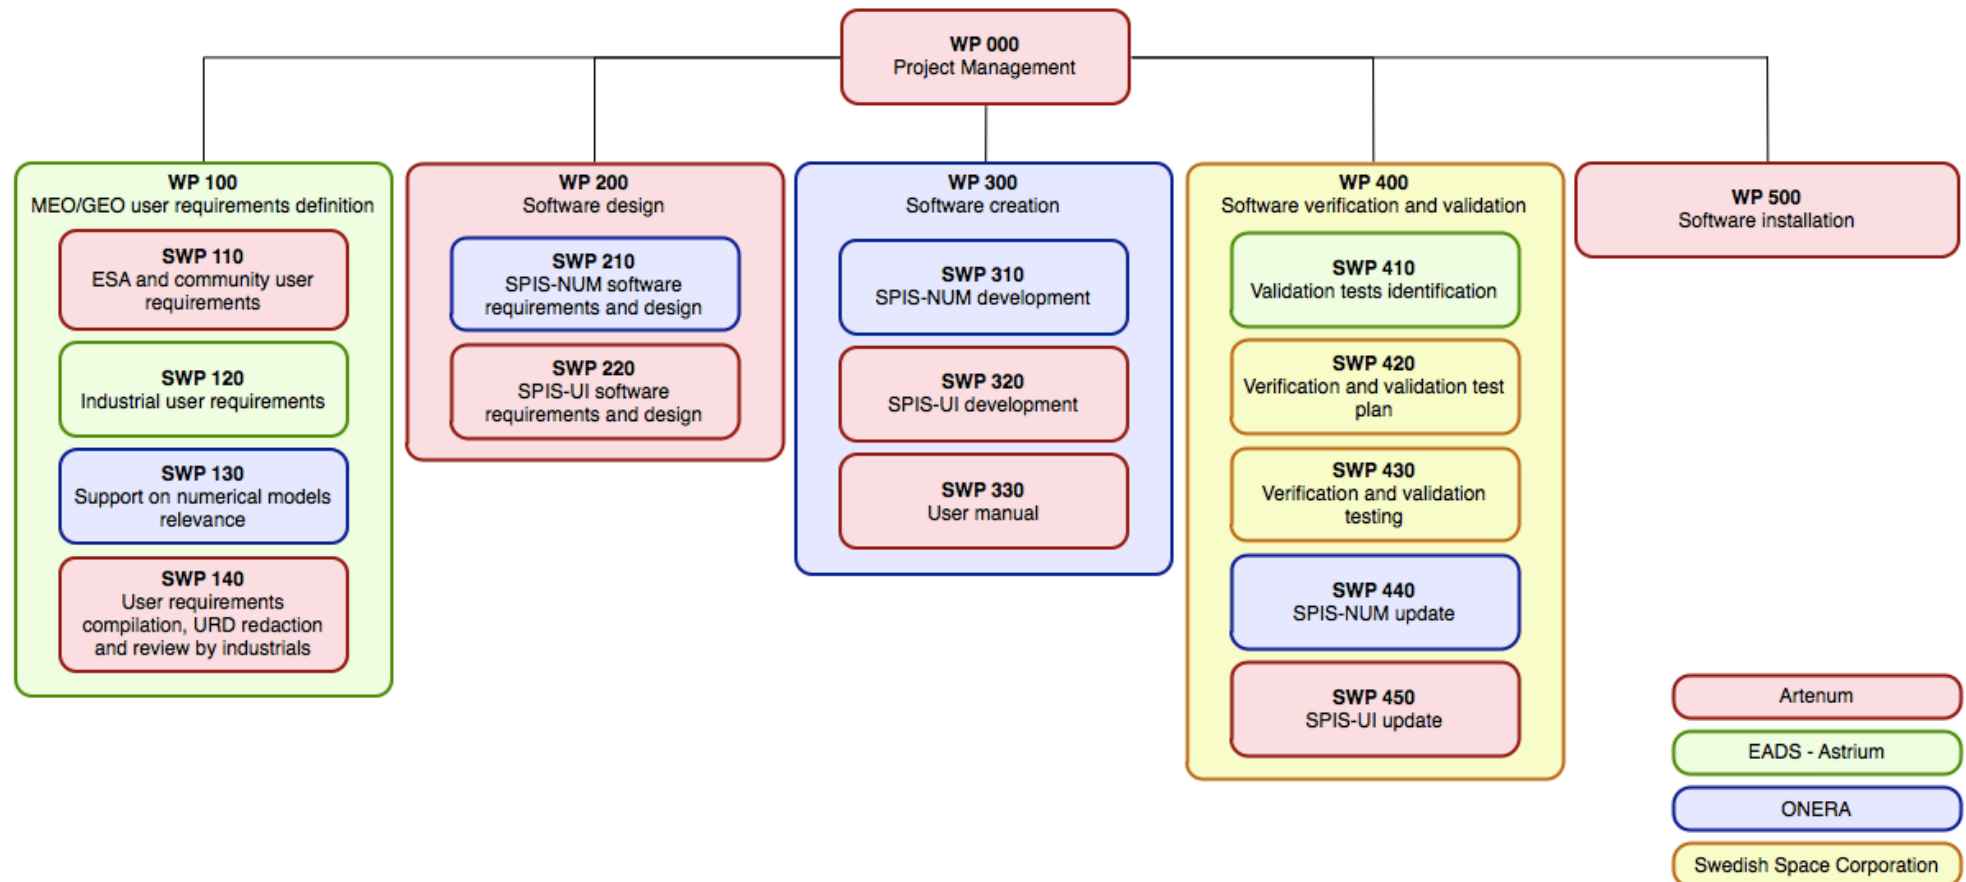 WP 000
Project Management
WP 100
MEO/GEO user requirements definition
SWP 110
ESA and community user
requirements
SWP 120
Industrial user requirements
SWP 130
Support on numerical models
relevance
SWP 140
User requirements
compilation, URD redaction
and review by industrials
WP 200
Software design
SWP 210
SPIS-NUM software
requirements and design
SWP 220
SPIS-UI software
requirements and design
WP 300
Software creation
SWP 310
SPIS-NUM development
SWP 320
SPIS-UI development
SWP 330
User manual
WP 400
Software verification and validation
SWP 410
Validation tests identification
SWP 420
Verification and validation test
plan
SWP 430
Verification and validation
testing
SWP 440
SPIS-NUM update
SWP 450
SPIS-UI update
WP 500
Software installation
Artenum
EADS - Astrium
ONERA
Swedish Space Corporation